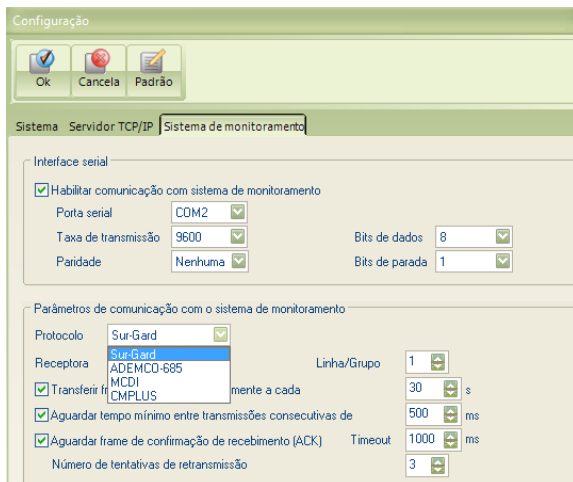 Configuração
Ok Cancela Padrão
Sistema Servidor TCP/IP Sistema de monitoramento
Interface serial
Habilitar comunicação com sistema de monitoramento
Porta serial COM2
Taxa de transmissão 9600 Bits de dados 8
Paridade Nenhuma Bits de parada 1
Parâmetros de comunicação com o sistema de monitoramento
Protocolo Sur-Gard
Sur-Gard
Receptora Linha/Grupo 1
ADEMCO-685
MCDI
Transferir mente a cada 30 s
CMPLUS
Aguardar tempo mínimo entre transmissões consecutivas de 500 ms
Aguardar frame de confirmação de recebimento (ACK) Timeout 1000 ms
Número de tentativas de retransmissão 3